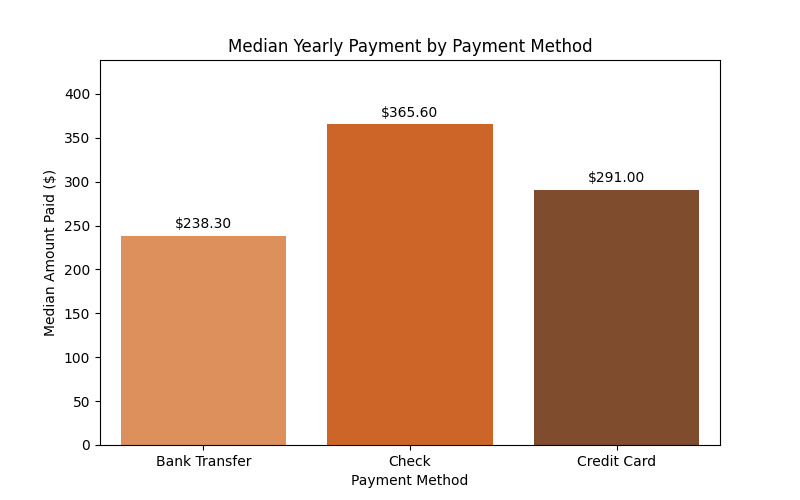 Median Yearly Payment by Payment Method
Median Amount Paid ($)
400
350
300
250
200
150
100
50
0
$238.30
$365.60
$291.00
Bank Transfer
Check
Credit Card
Payment Method